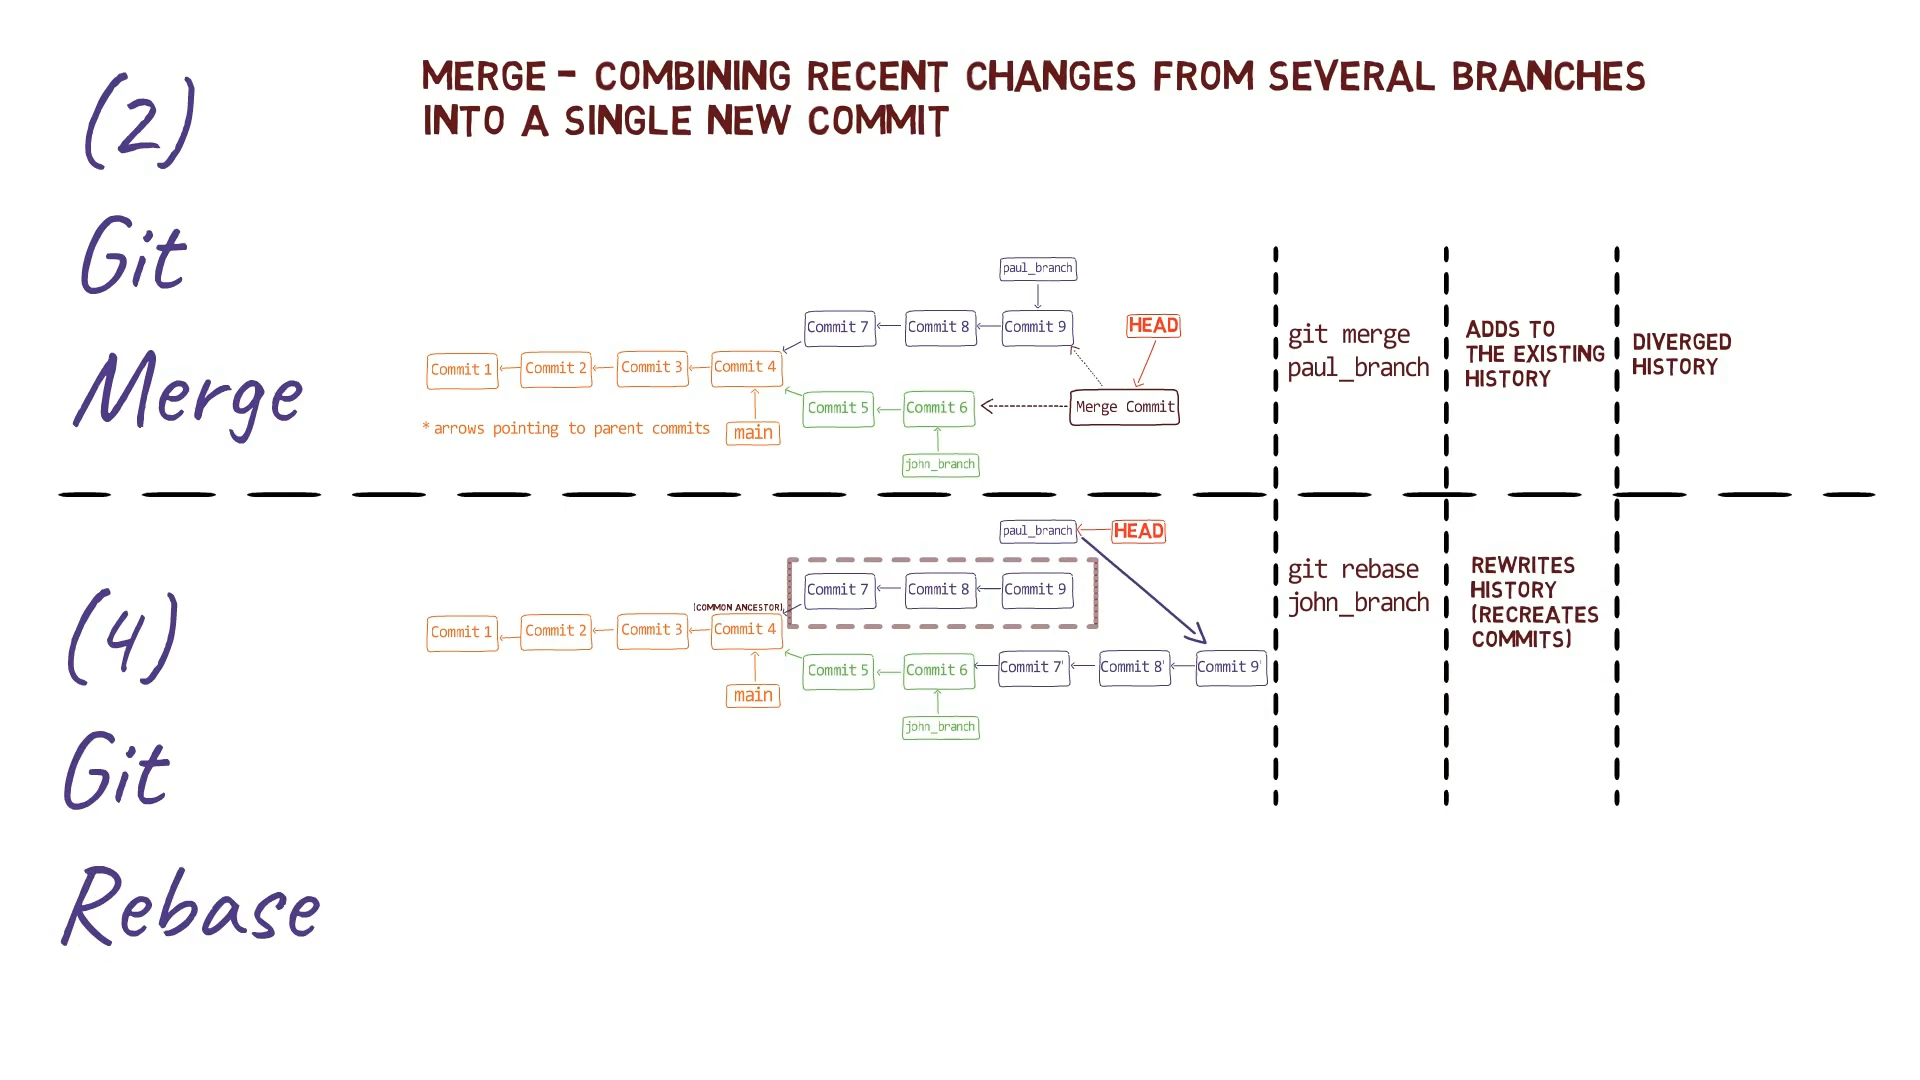 (2)
Git
Merge
MERGE - COMBINING RECENT CHANGES FROM SEVERAL BRANCHES
INTO A SINGLE NEW COMMIT
paul_branch
Commit 7
Commit 8
Commit 9
HEAD
Commit 1
Commit 2
Commit 3
Commit 4
Commit 5
Commit 6
Merge Commit
* arrows pointing to parent commits
main
john_branch
git merge
paul_branch
ADDS TO
THE EXISTING
HISTORY
DIVERGED
HISTORY
(4)
Git
Rebase
paul_branch
HEAD
Commit 7
Commit 8
Commit 9
(COMMON ANCESTOR)
Commit 1
Commit 2
Commit 3
Commit 4
Commit 5
Commit 6
Commit 7'
Commit 8'
Commit 9'
main
john_branch
git rebase
john_branch
REWRITES
HISTORY
(RECREATES
COMMITS)